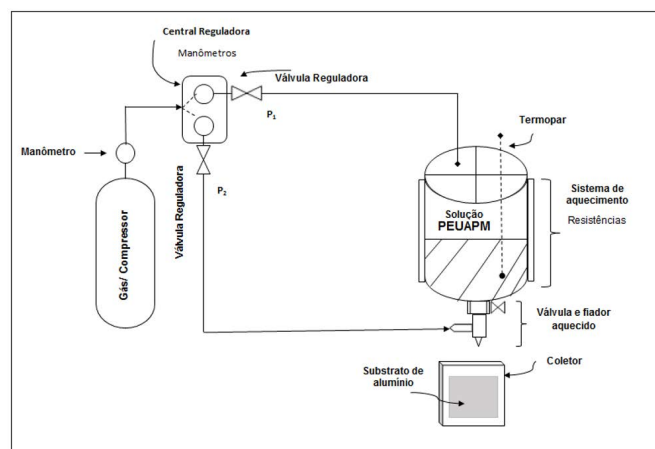 Central Reguladora
Manômetros
Válvula Reguladora
P1
Termopar
Manômetro
Válvula Reguladora
P2
Gás/ Compressor
Solução
PEUAPM
Sistema de
aquecimento
Resistências
Válvula e fiador
aquecido
Substrato de
alumínio
Coletor